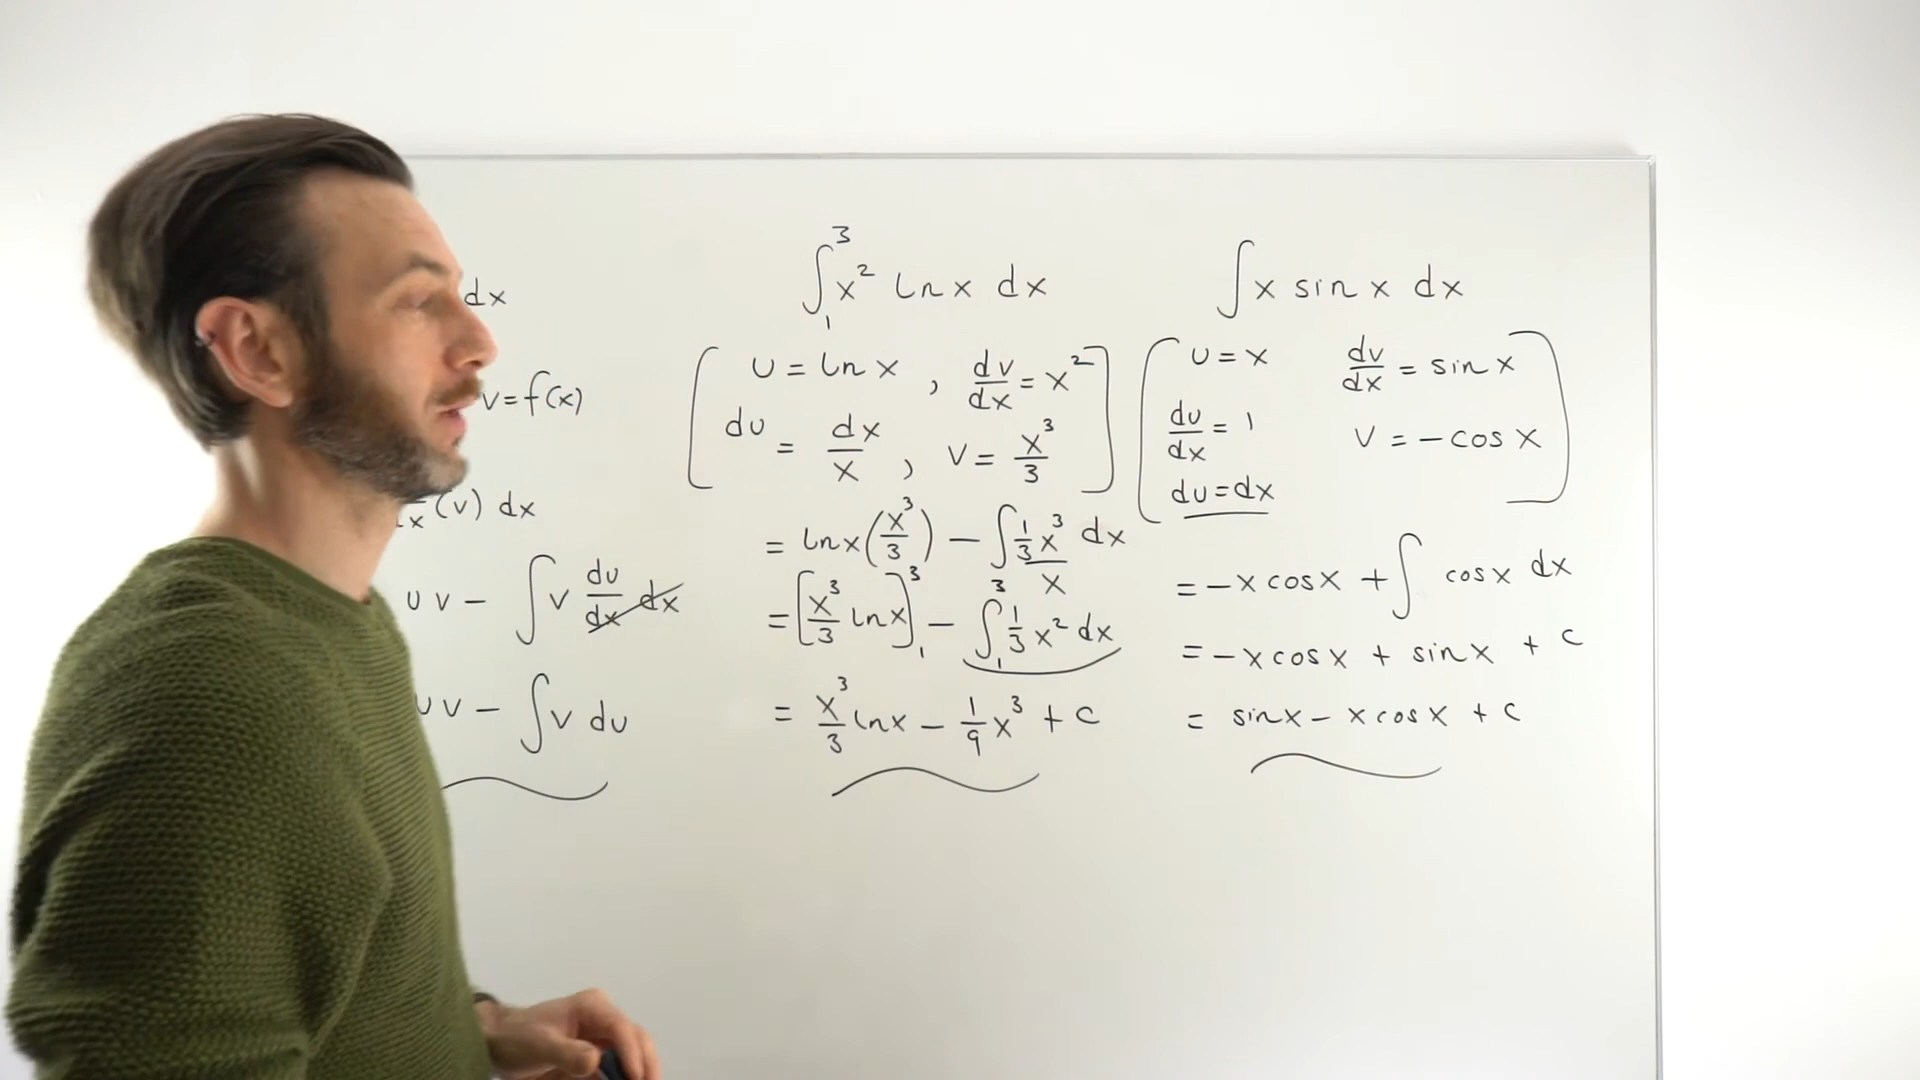 dx
v = f(x)
(v) dx
uv - ∫ v du/dx dx
uv - ∫ v du
∫₁³ x² ln x dx
[ u = ln x , dv/dx = x² ]
[ du = dx/x , v = x³/3 ]
= ln x (x³/3) - ∫ 1/3 x³/x dx
= [x³/3 ln x]₁³ - ∫₁³ 1/3 x² dx
= x³/3 ln x - 1/9 x³ + c
∫ x sin x dx
( u = x dv/dx = sin x )
du/dx = 1 v = -cos x
du = dx
= -x cos x + ∫ cos x dx
= -x cos x + sin x + c
= sin x - x cos x + c